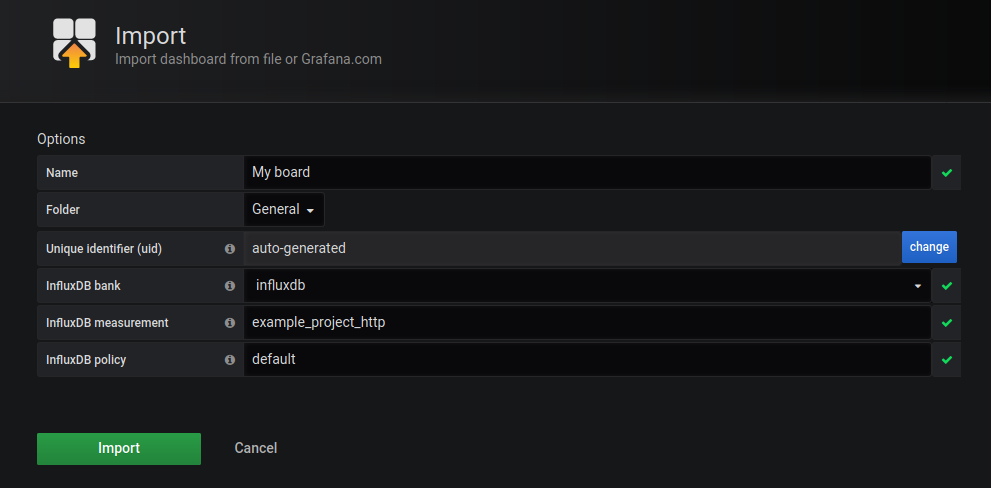 Import
Import dashboard from file or Grafana.com
Options
Name My board
Folder General
Unique identifier (uid) auto-generated change
InfluxDB bank influxdb
InfluxDB measurement example_project_http
InfluxDB policy default
Import Cancel